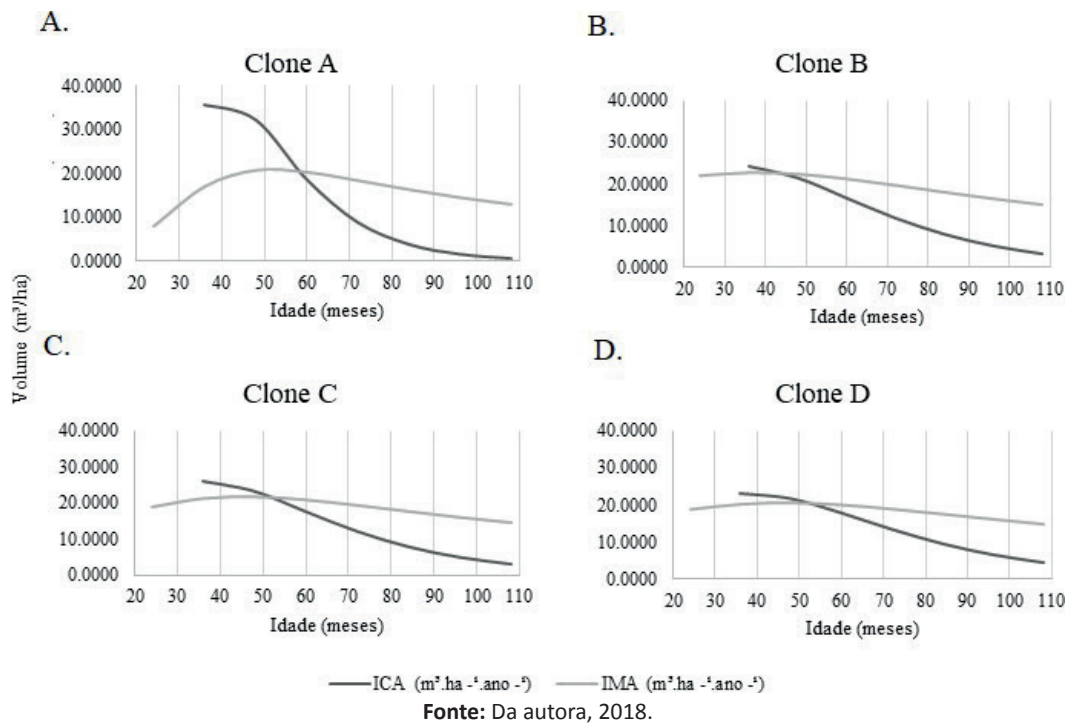 A.
Clone A
40.0000
30.0000
20.0000
10.0000
0.0000
20 30 40 50 60 70 80 90 100 110
Idade (meses)
B.
Clone B
40.0000
30.0000
20.0000
10.0000
0.0000
20 30 40 50 60 70 80 90 100 110
Idade (meses)
Volume (m³/ha)
C.
Clone C
40.0000
30.0000
20.0000
10.0000
0.0000
20 30 40 50 60 70 80 90 100 110
Idade (meses)
D.
Clone D
40.0000
30.0000
20.0000
10.0000
0.0000
20 30 40 50 60 70 80 90 100 110
Idade (meses)
ICA (m³.ha -¹.ano -¹) IMA (m³.ha -¹.ano -¹)
Fonte: Da autora, 2018.